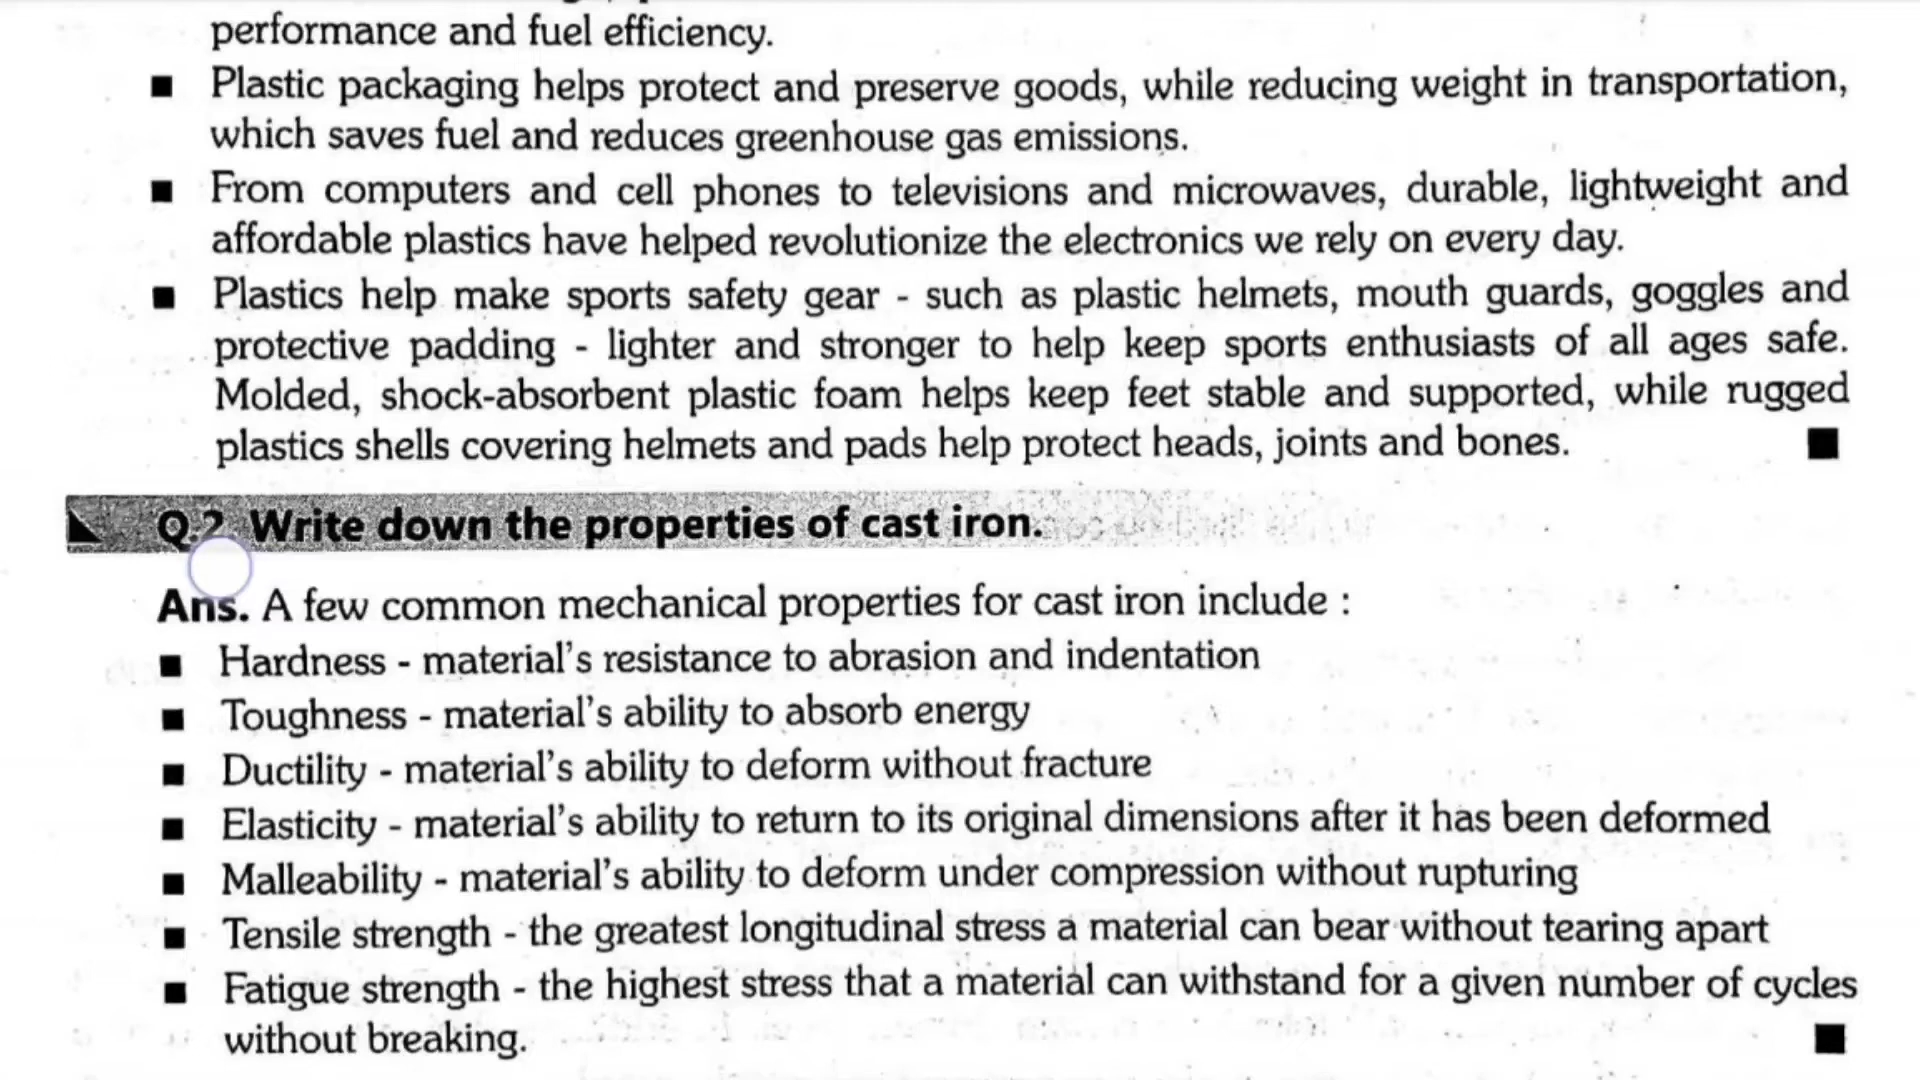 performance and fuel efficiency.
■ Plastic packaging helps protect and preserve goods, while reducing weight in transportation,
which saves fuel and reduces greenhouse gas emissions.
■ From computers and cell phones to televisions and microwaves, durable, lightweight and
affordable plastics have helped revolutionize the electronics we rely on every day.
■ Plastics help make sports safety gear - such as plastic helmets, mouth guards, goggles and
protective padding - lighter and stronger to help keep sports enthusiasts of all ages safe.
Molded, shock-absorbent plastic foam helps keep feet stable and supported, while rugged
plastics shells covering helmets and pads help protect heads, joints and bones. ■
Q.2. Write down the properties of cast iron.
Ans. A few common mechanical properties for cast iron include :
■ Hardness - material's resistance to abrasion and indentation
■ Toughness - material's ability to absorb energy
■ Ductility - material's ability to deform without fracture
■ Elasticity - material's ability to return to its original dimensions after it has been deformed
■ Malleability - material's ability to deform under compression without rupturing
■ Tensile strength - the greatest longitudinal stress a material can bear without tearing apart
■ Fatigue strength - the highest stress that a material can withstand for a given number of cycles
without breaking. ■